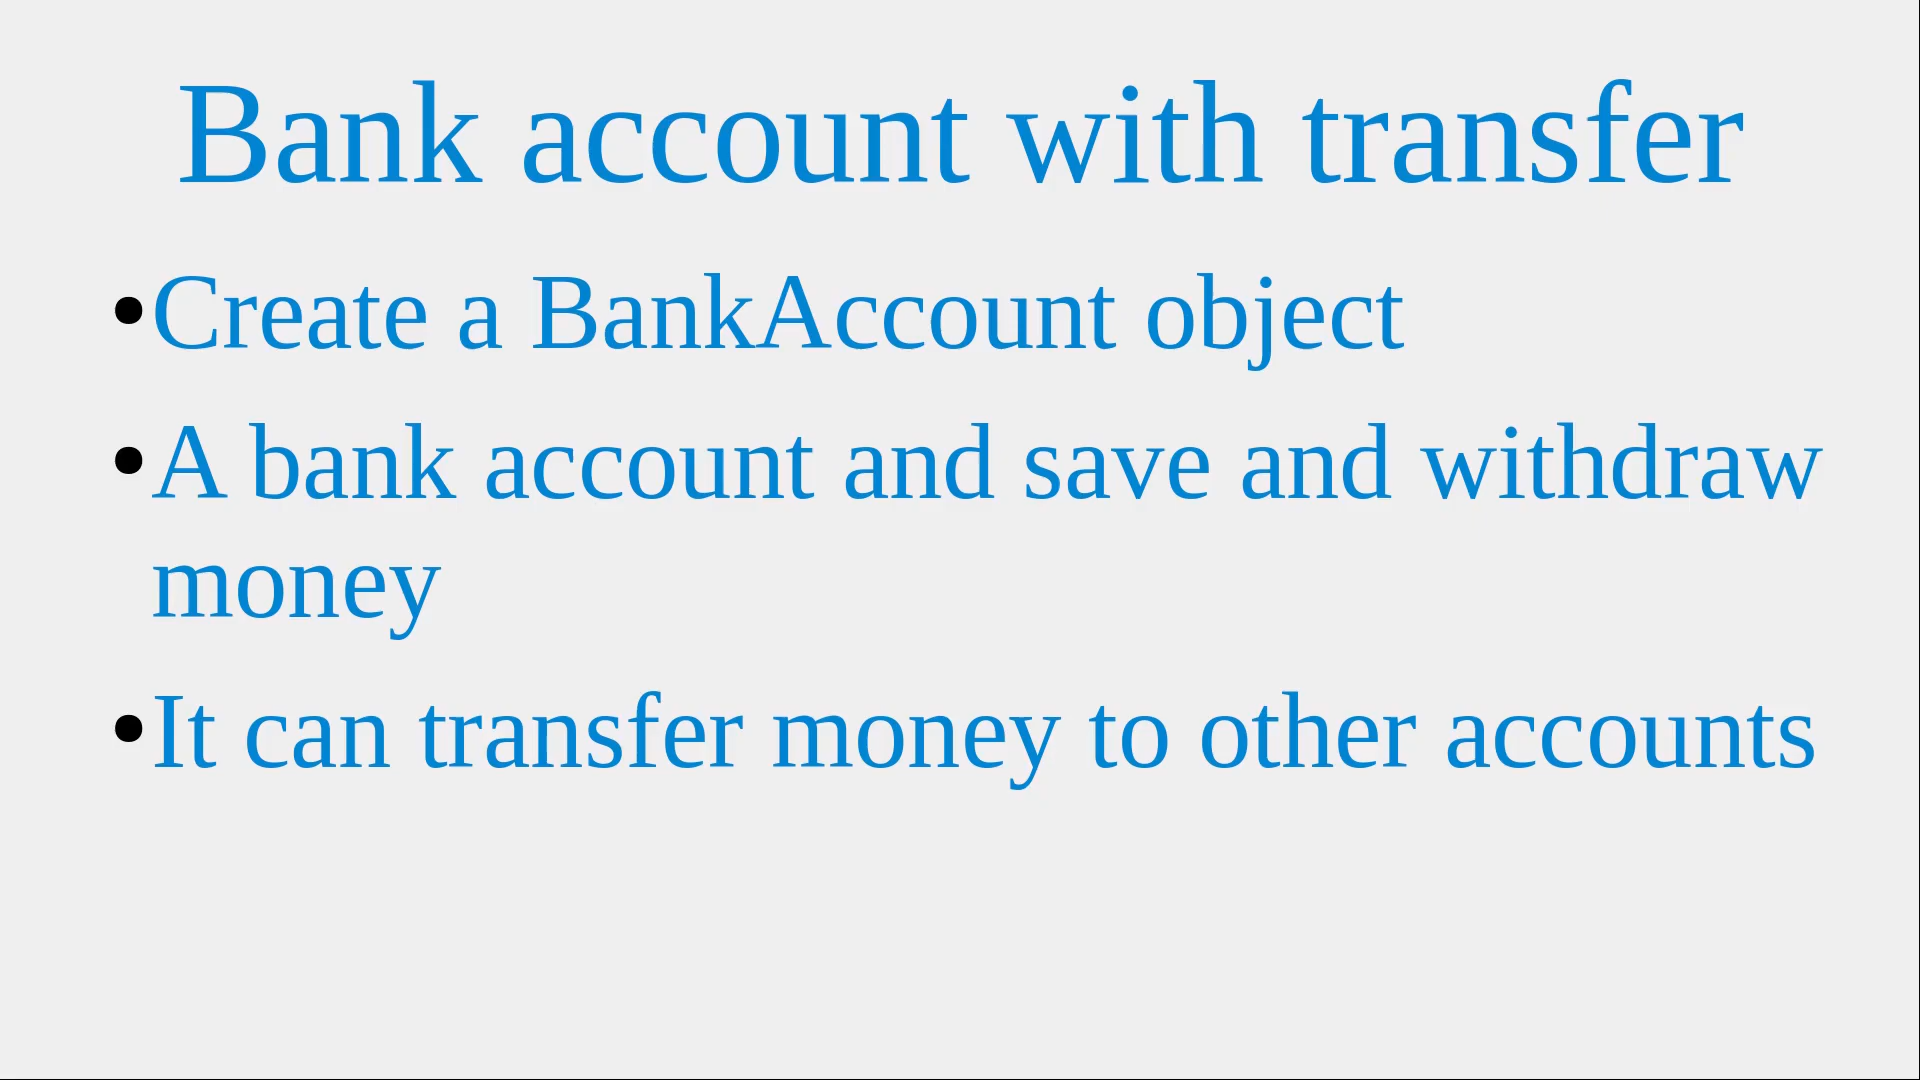 Bank account with transfer
•Create a BankAccount object
•A bank account and save and withdraw
money
•It can transfer money to other accounts